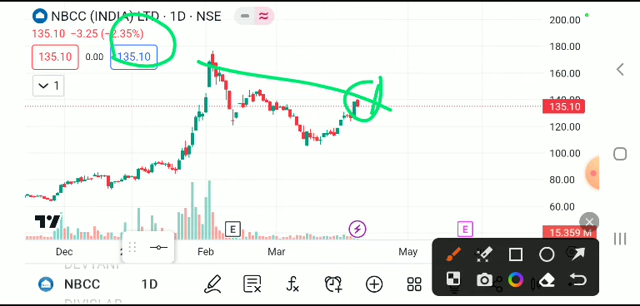 NBCC (INDIA) LTD · 1D · NSE
135.10 −3.25 (−2.35%)
135.10 0.00 135.10
1
200.00
180.00
160.00
140.00
135.10
120.00
100.00
80.00
60.00
15.359 M
E E
Dec Feb Mar May
NBCC 1D